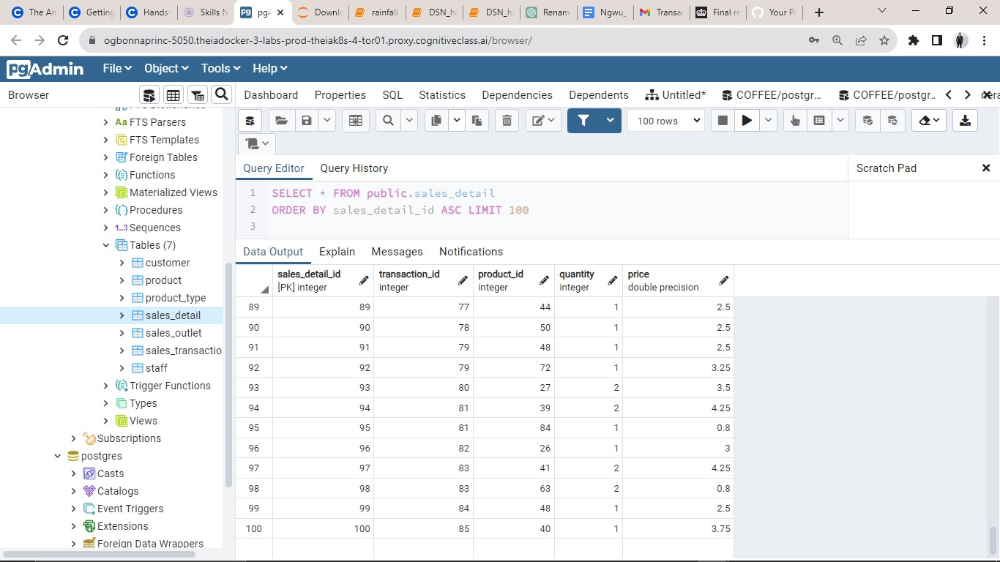 The An
Getting
Hands-
Skills N
pgA
Downlo
rainfall
DSN_ha
DSN_ha
Renam
Ngwu_
Transac
Final re
Your P
ogbonnaprinc-5050.theiadocker-3-labs-prod-theiak8s-4-tor01.proxy.cognitiveclass.ai/browser/
pgAdmin File Object Tools Help
Browser
Dashboard Properties SQL Statistics Dependencies Dependents Untitled* COFFEE/postgr... COFFEE/postgr..
FTS Parsers
FTS Templates
Foreign Tables
Functions
Materialized Views
Procedures
1..3 Sequences
Tables (7)
customer
product
product_type
sales_detail
sales_outlet
sales_transactio
staff
Trigger Functions
Types
Views
Subscriptions
postgres
Casts
Catalogs
Event Triggers
Extensions
Foreign Data Wrappers
100 rows
Query Editor Query History
Scratch Pad
1 SELECT * FROM public.sales_detail
2 ORDER BY sales_detail_id ASC LIMIT 100
3
Data Output Explain Messages Notifications
sales_detail_id transaction_id product_id quantity price
[PK] integer integer integer integer double precision
89 89 77 44 1 2.5
90 90 78 50 1 2.5
91 91 79 48 1 2.5
92 92 79 72 1 3.25
93 93 80 27 2 3.5
94 94 81 39 2 4.25
95 95 81 84 1 0.8
96 96 82 26 1 3
97 97 83 41 2 4.25
98 98 83 63 2 0.8
99 99 84 48 1 2.5
100 100 85 40 1 3.75